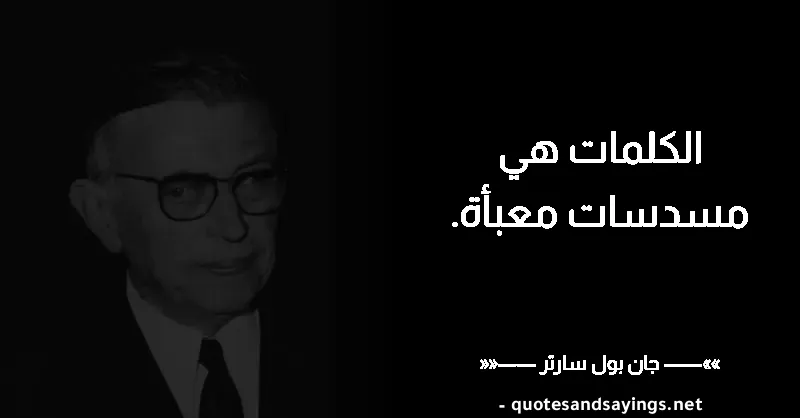 الكلمات هي
مسدسات معبأة.
»»——— جان بول سارتر ———««
- quotesandsayings.net